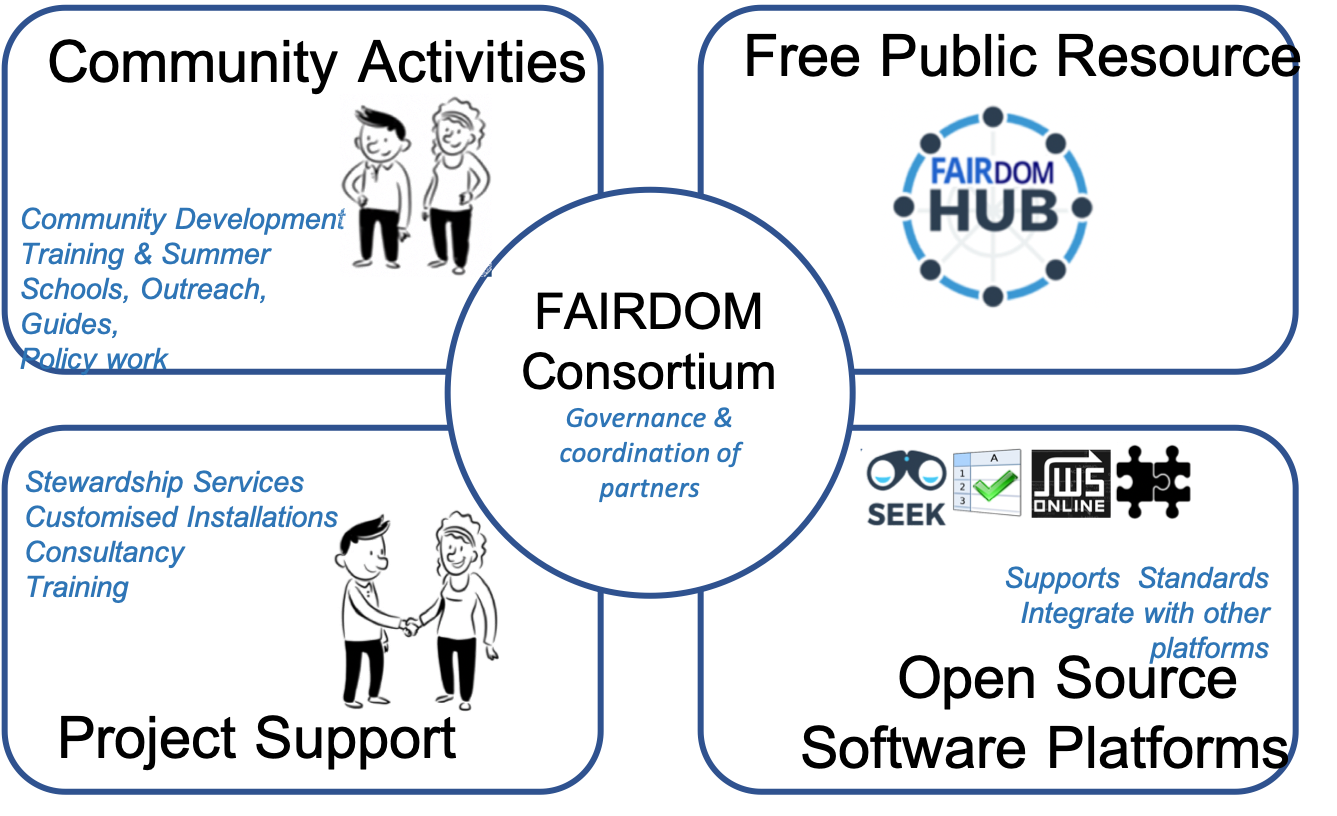 Community Activities
Community Development
Training & Summer
Schools, Outreach,
Guides,
Policy work
Free Public Resource
FAIRDOM
HUB
FAIRDOM
Consortium
Governance &
coordination of
partners
Stewardship Services
Customised Installations
Consultancy
Training
Project Support
SEEK
A
1
2
3
JWS
ONLINE
Supports  Standards
Integrate with other
platforms
Open Source
Software Platforms